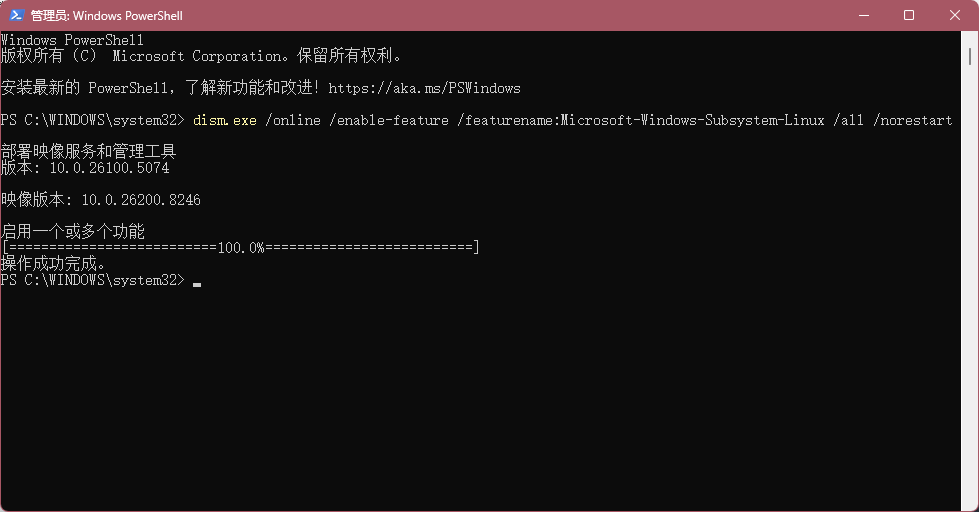 管理员: Windows PowerShell
Windows PowerShell
版权所有（C） Microsoft Corporation。保留所有权利。
安装最新的 PowerShell，了解新功能和改进！https://aka.ms/PSWindows
PS C:\WINDOWS\system32> dism.exe /online /enable-feature /featurename:Microsoft-Windows-Subsystem-Linux /all /norestart
部署映像服务和管理工具
版本: 10.0.26100.5074
映像版本: 10.0.26200.8246
启用一个或多个功能
[==========================100.0%==========================]
操作成功完成。
PS C:\WINDOWS\system32>